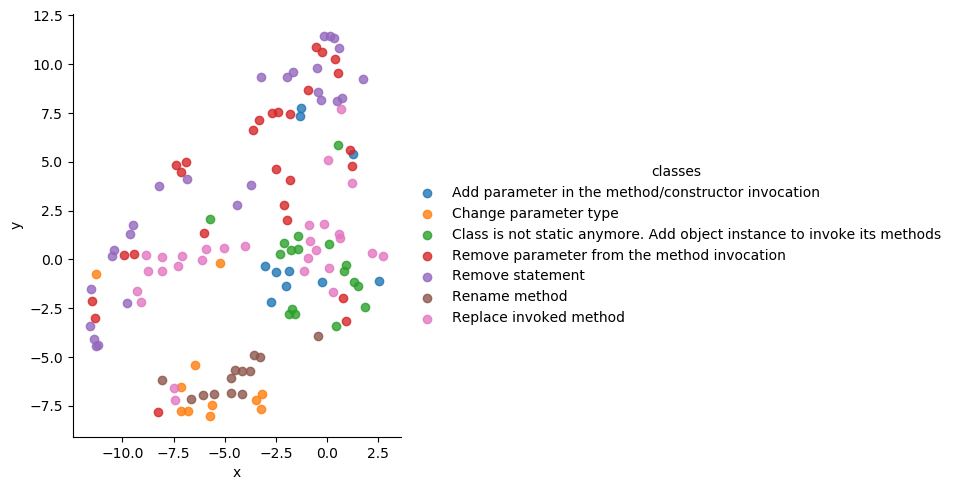 12.5
10.0
7.5
5.0
2.5
0.0
−2.5
−5.0
−7.5
y
−10.0 −7.5 −5.0 −2.5 0.0 2.5
x
classes
Add parameter in the method/constructor invocation
Change parameter type
Class is not static anymore. Add object instance to invoke its methods
Remove parameter from the method invocation
Remove statement
Rename method
Replace invoked method